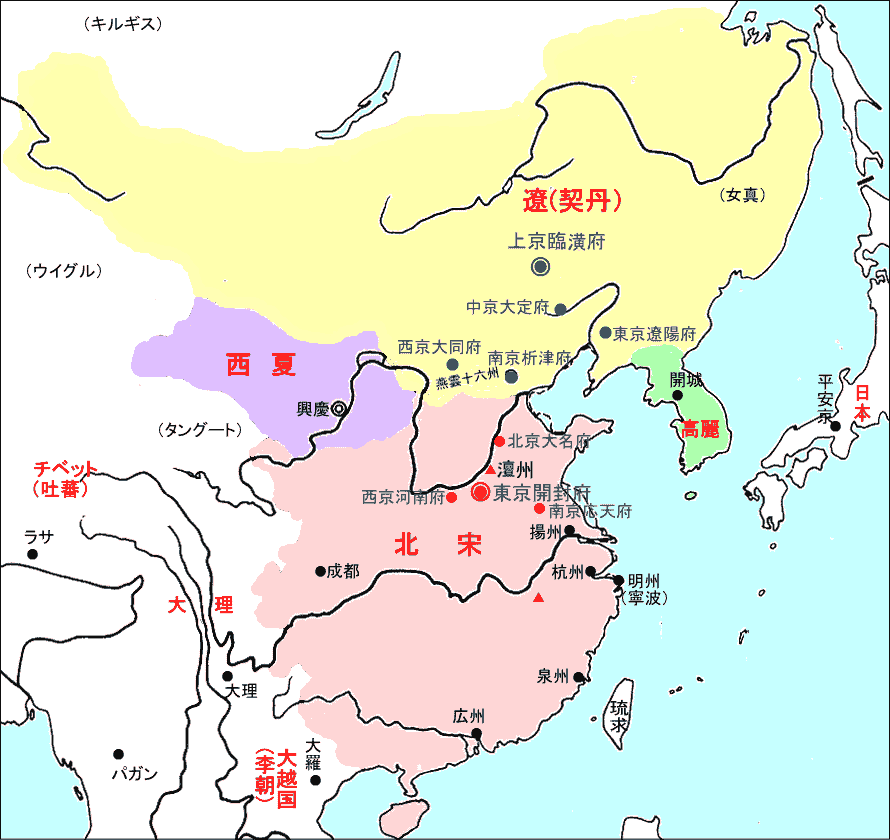 (キルギス)
遼(契丹)
(女真)
上京臨潢府
(ウイグル)
中京大定府
東京遼陽府
西京大同府
南京析津府
燕雲十六州
西夏
興慶
開城
高麗
平安京
日本
(タングート)
北京大名府
澶州
チベット
(吐蕃)
西京河南府
東京開封府
南京応天府
揚州
北宋
ラサ
成都
杭州
明州
(寧波)
大理
大理
泉州
琉求
広州
大羅
大越国
(李朝)
パガン